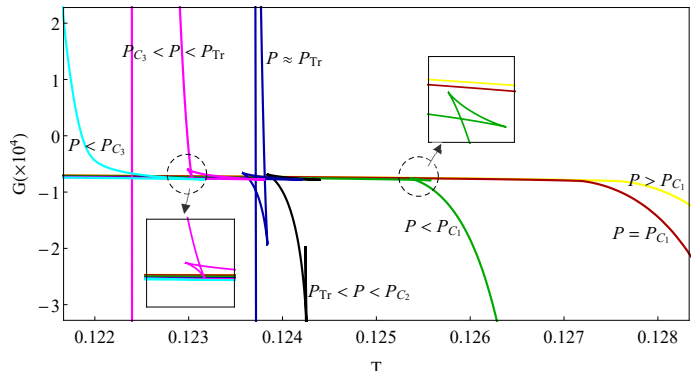 2
1
0
−1
−2
−3
G(×10⁴)
P_{C_3} < P < P_{Tr}
P ≈ P_{Tr}
P < P_{C_3}
P > P_{C_1}
P < P_{C_1}
P = P_{C_1}
P_{Tr} < P < P_{C_2}
0.122 0.123 0.124 0.125 0.126 0.127 0.128
T